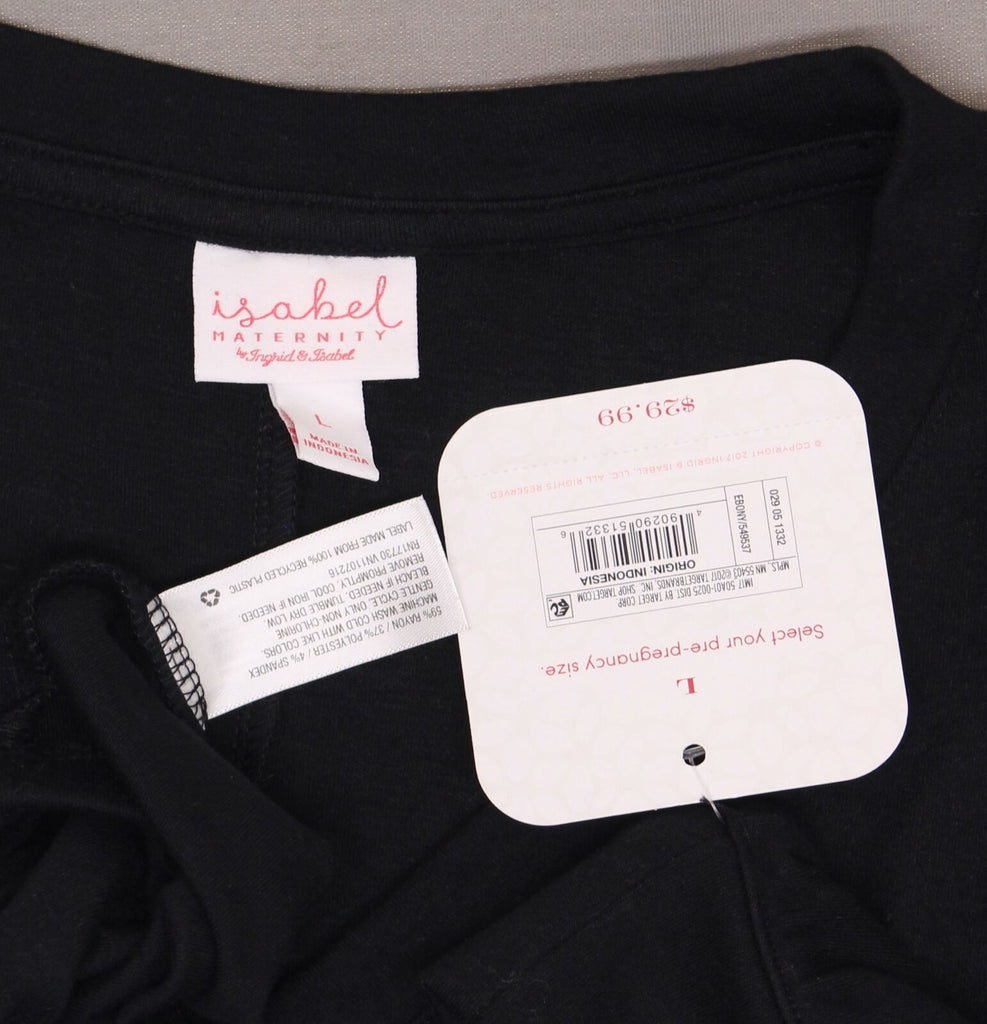 isabel
MATERNITY
by Ingrid & Isabel
L
MADE IN
INDONESIA
59% RAYON / 37% POLYESTER / 4% SPANDEX
MACHINE WASH COLD WITH LIKE COLORS.
GENTLE CYCLE. ONLY NON-CHLORINE
BLEACH IF NEEDED. TUMBLE DRY LOW.
REMOVE PROMPTLY. COOL IRON IF NEEDED.
RN17730 VN1107216
LABEL MADE FROM 100% RECYCLED PLASTIC
L
Select your pre-pregnancy size.
IMIT 50A01-0025 DIST. BY TARGET CORP
MPLS. MN 55403 ©2017 TARGETBRANDS, INC. SHOP TARGET.COM
ORIGIN: INDONESIA
029 05 1332
EBONY/549537
4 90290 51332 6
© COPYRIGHT 2017 INGRID & ISABEL, LLC. ALL RIGHTS RESERVED
$29.99